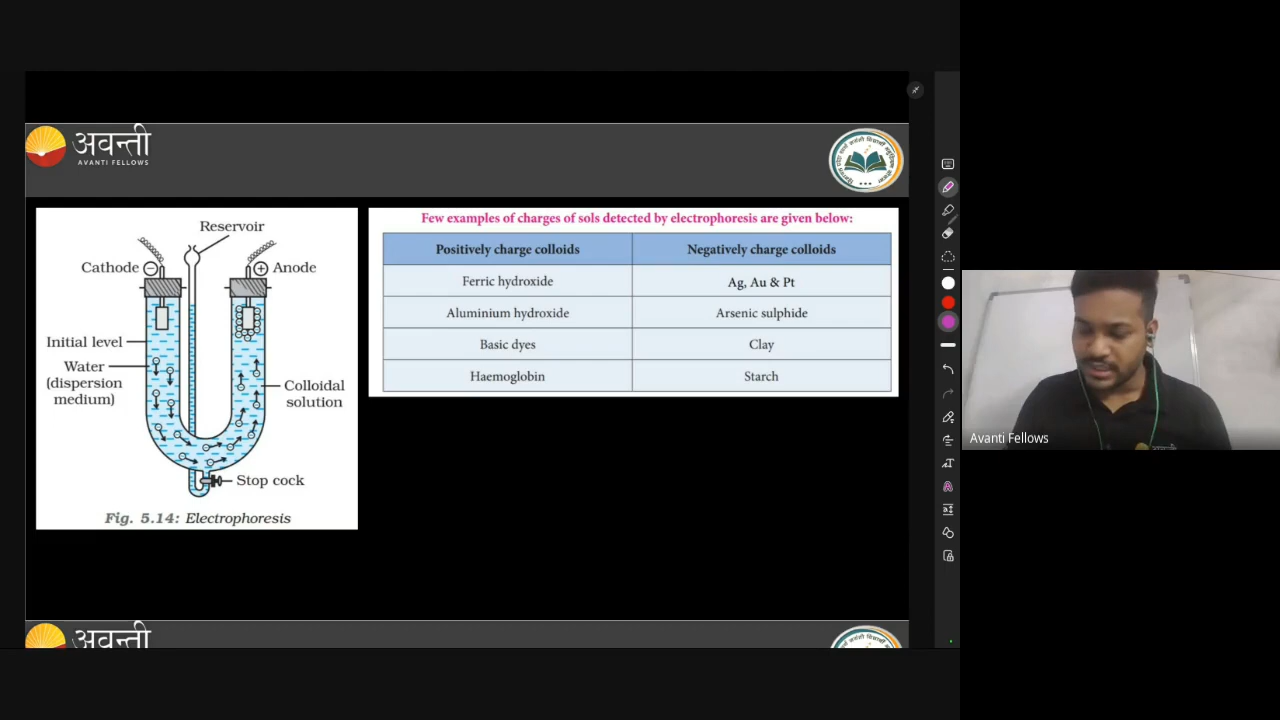 अवन्ती
AVANTI FELLOWS
Reservoir
Cathode
Anode
Initial level
Water
(dispersion
medium)
Colloidal
solution
Stop cock
Fig. 5.14: Electrophoresis
Few examples of charges of sols detected by electrophoresis are given below:
Positively charge colloids Negatively charge colloids
Ferric hydroxide Ag, Au & Pt
Aluminium hydroxide Arsenic sulphide
Basic dyes Clay
Haemoglobin Starch
Avanti Fellows
अवन्ती